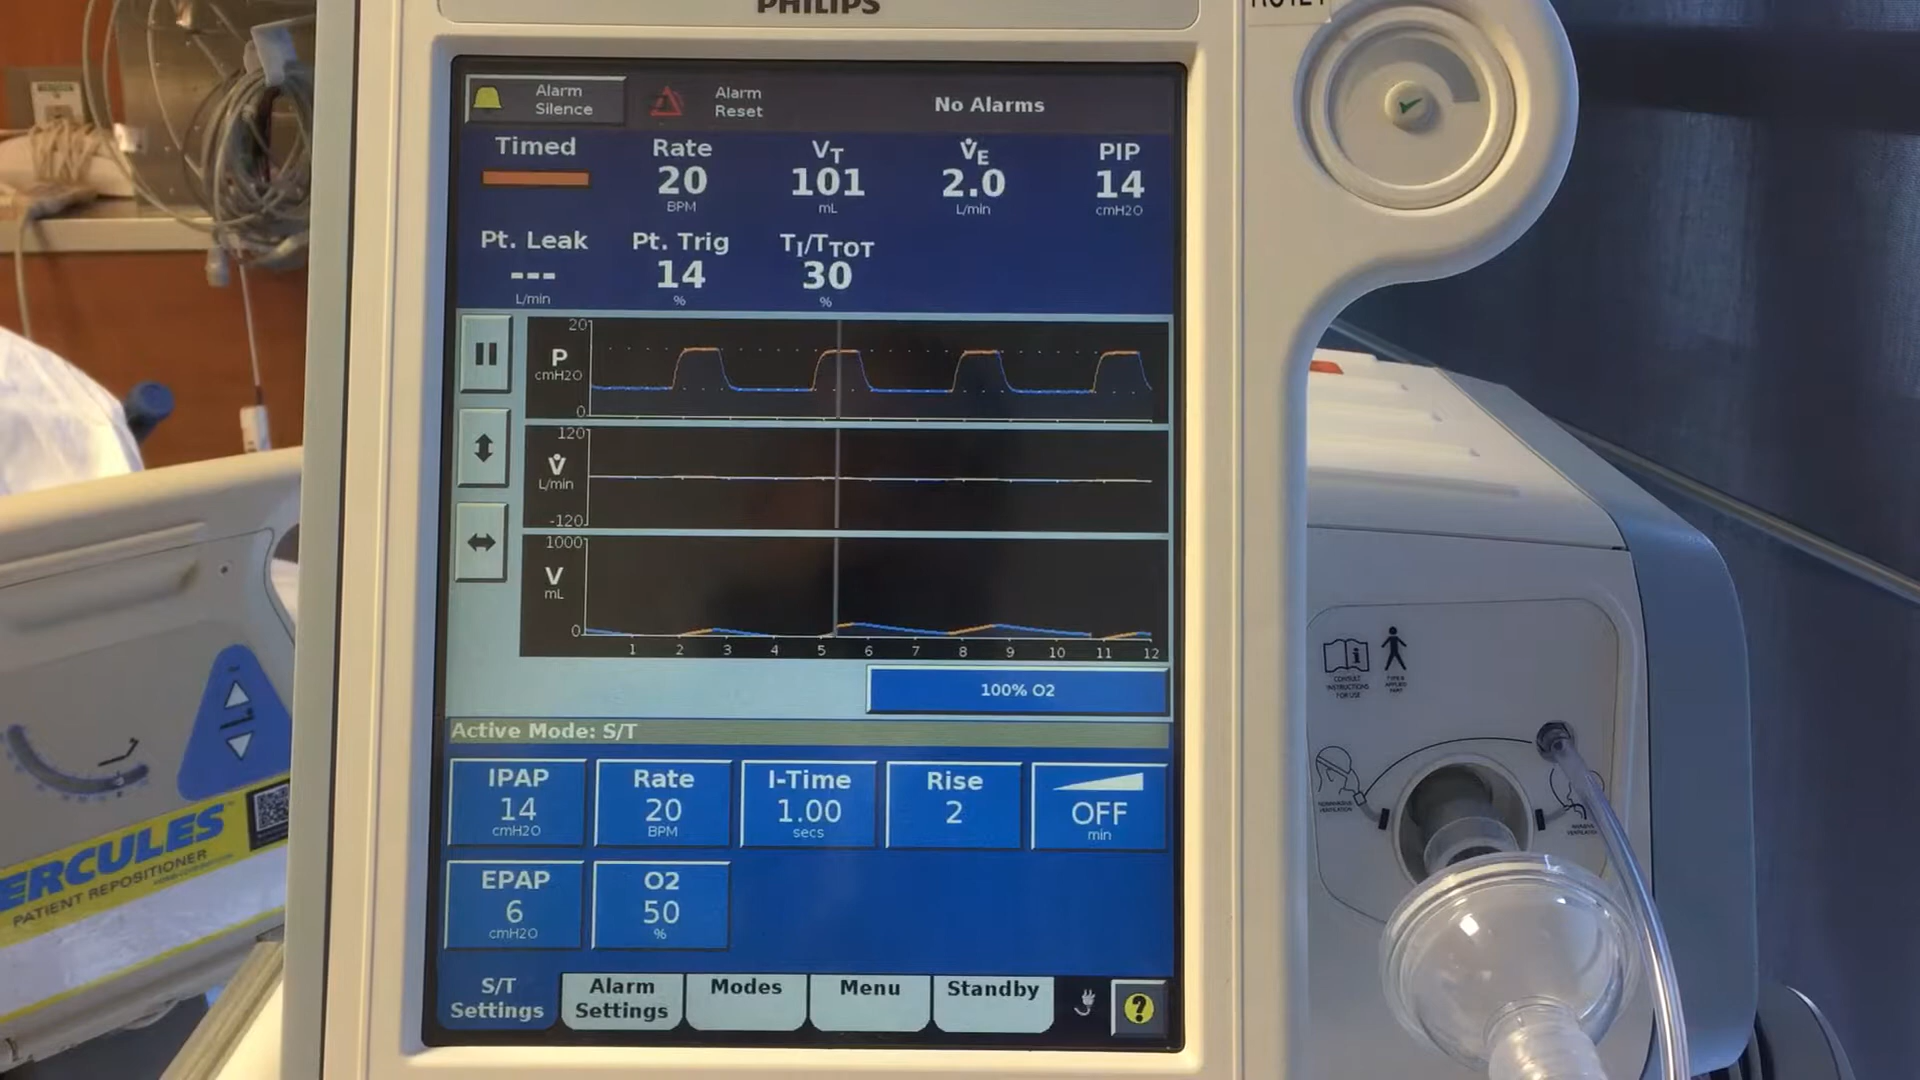 PHILIPS
Alarm
Silence
Alarm
Reset
No Alarms
Timed
Rate
20
BPM
VT
101
mL
V̇E
2.0
L/min
PIP
14
cmH2O
Pt. Leak
---
L/min
Pt. Trig
14
%
TI/TTOT
30
%
20
P
cmH2O
0
120
V̇
L/min
-120
1000
V
mL
0
1 2 3 4 5 6 7 8 9 10 11 12
100% O2
Active Mode: S/T
IPAP
14
cmH2O
Rate
20
BPM
I-Time
1.00
secs
Rise
2
OFF
min
EPAP
6
cmH2O
O2
50
%
S/T
Settings
Alarm
Settings
Modes
Menu
Standby
?
ERCULES
PATIENT REPOSITIONER
CONSULT
INSTRUCTIONS
FOR USE